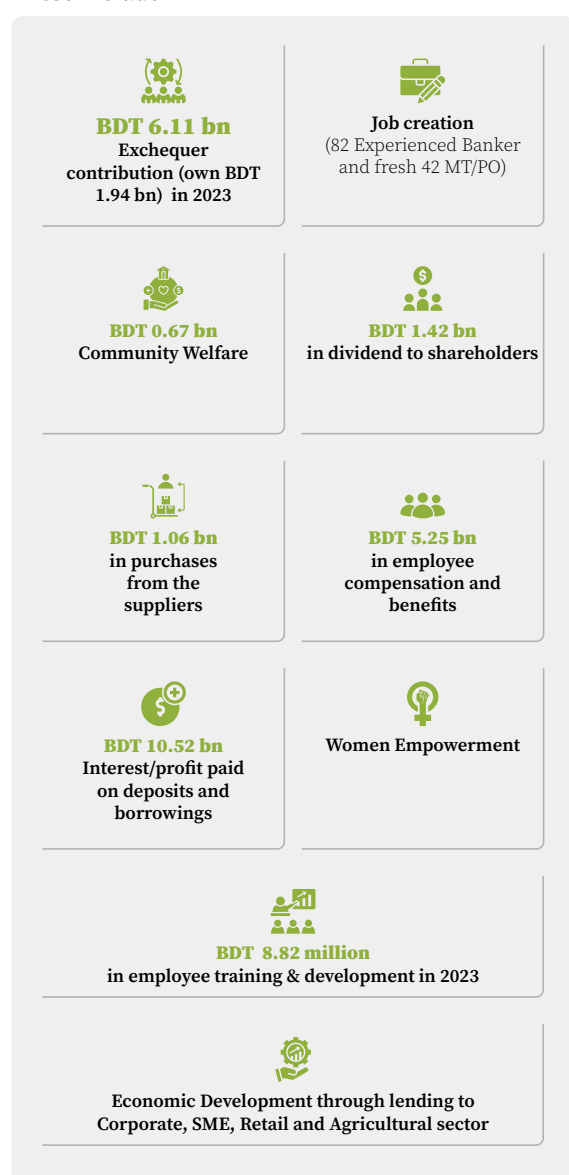 BDT 6.11 bn
Exchequer
contribution (own BDT
1.94 bn) in 2023
Job creation
(82 Experienced Banker
and fresh 42 MT/PO)
BDT 0.67 bn
Community Welfare
BDT 1.42 bn
in dividend to shareholders
BDT 1.06 bn
in purchases
from the
suppliers
BDT 5.25 bn
in employee
compensation and
benefits
BDT 10.52 bn
Interest/profit paid
on deposits and
borrowings
Women Empowerment
BDT 8.82 million
in employee training & development in 2023
Economic Development through lending to
Corporate, SME, Retail and Agricultural sector